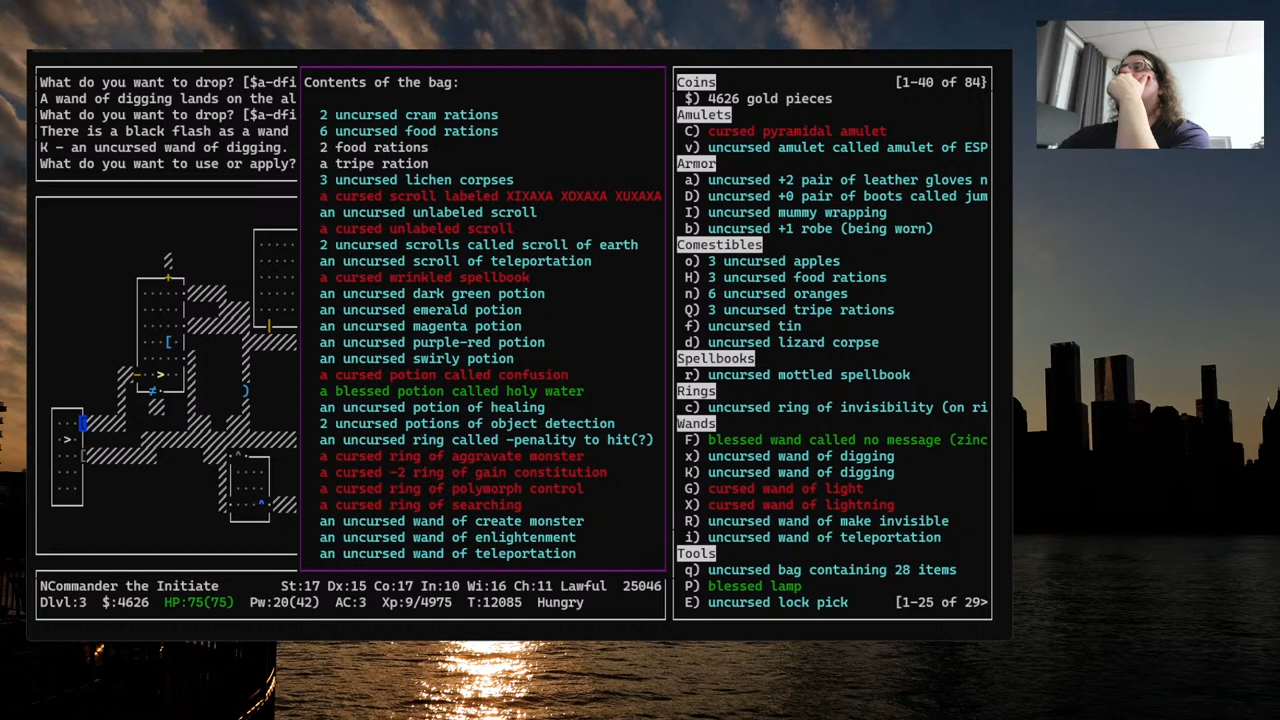 What do you want to drop? [$a-dfi
A wand of digging lands on the al
What do you want to drop? [$a-dfi
There is a black flash as a wand
K - an uncursed wand of digging.
What do you want to use or apply?
Contents of the bag:
2 uncursed cram rations
6 uncursed food rations
2 food rations
a tripe ration
3 uncursed lichen corpses
a cursed scroll labeled XIXAXA XOXAXA XUXAXA
an uncursed unlabeled scroll
a cursed unlabeled scroll
2 uncursed scrolls called scroll of earth
an uncursed scroll of teleportation
a cursed wrinkled spellbook
an uncursed dark green potion
an uncursed emerald potion
an uncursed magenta potion
an uncursed purple-red potion
an uncursed swirly potion
a cursed potion called confusion
a blessed potion called holy water
an uncursed potion of healing
2 uncursed potions of object detection
an uncursed ring called -penality to hit(?)
a cursed ring of aggravate monster
a cursed -2 ring of gain constitution
a cursed ring of polymorph control
a cursed ring of searching
an uncursed wand of create monster
an uncursed wand of enlightenment
an uncursed wand of teleportation
Coins [1-40 of 84}
$) 4626 gold pieces
Amulets
C) cursed pyramidal amulet
v) uncursed amulet called amulet of ESP
Armor
a) uncursed +2 pair of leather gloves n
D) uncursed +0 pair of boots called jum
I) uncursed mummy wrapping
b) uncursed +1 robe (being worn)
Comestibles
o) 3 uncursed apples
H) 3 uncursed food rations
n) 6 uncursed oranges
Q) 3 uncursed tripe rations
f) uncursed tin
d) uncursed lizard corpse
Spellbooks
r) uncursed mottled spellbook
Rings
c) uncursed ring of invisibility (on ri
Wands
F) blessed wand called no message (zinc
x) uncursed wand of digging
K) uncursed wand of digging
G) cursed wand of light
X) cursed wand of lightning
R) uncursed wand of make invisible
i) uncursed wand of teleportation
Tools
q) uncursed bag containing 28 items
P) blessed lamp
E) uncursed lock pick [1-25 of 29>
NCommander the Initiate St:17 Dx:15 Co:17 In:10 Wi:16 Ch:11 Lawful 25046
Dlvl:3 $:4626 HP:75(75) Pw:20(42) AC:3 Xp:9/4975 T:12085 Hungry